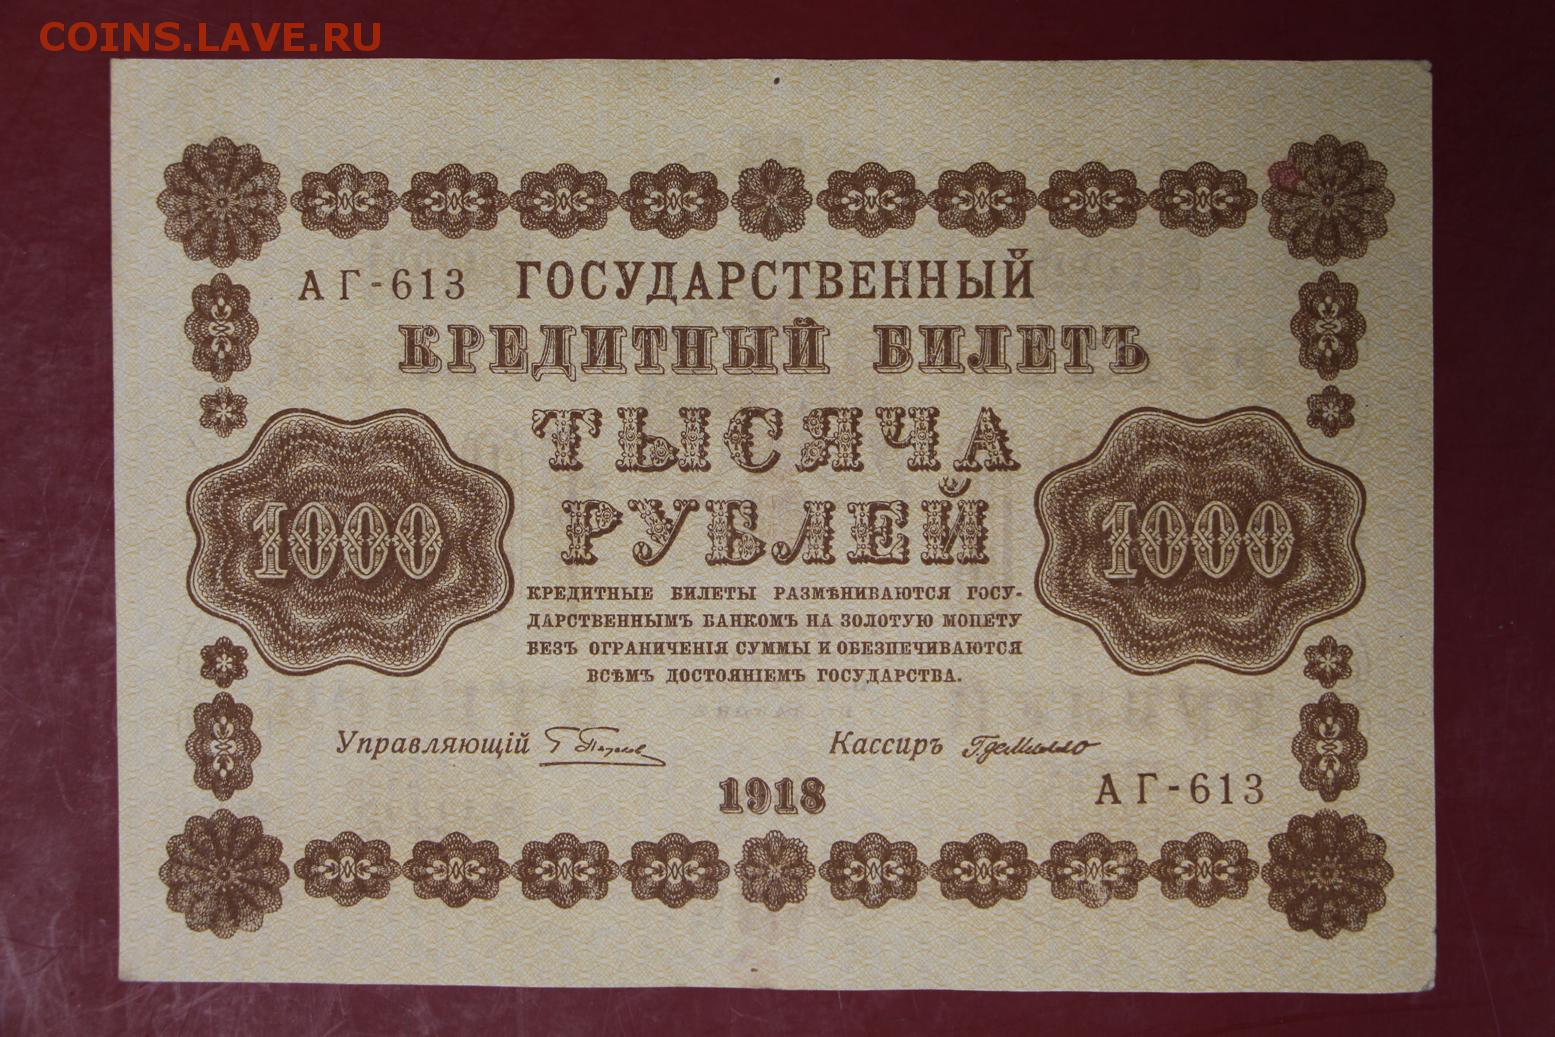 COINS.LAVE.RU
АГ-613 ГОСУДАРСТВЕННЫЙ
КРЕДИТНЫЙ БИЛЕТЪ
ТЫСЯЧА
РУБЛЕЙ
1000 1000
КРЕДИТНЫЕ БИЛЕТЫ РАЗМѢНИВАЮТСЯ ГОСУ-
ДАРСТВЕННЫМЪ БАНКОМЪ НА ЗОЛОТУЮ МОНЕТУ
БЕЗЪ ОГРАНИЧЕНІЯ СУММЫ И ОБЕЗПЕЧИВАЮТСЯ
ВСѢМЪ ДОСТОЯНІЕМЪ ГОСУДАРСТВА.
Управляющій Кассиръ
1918 АГ-613